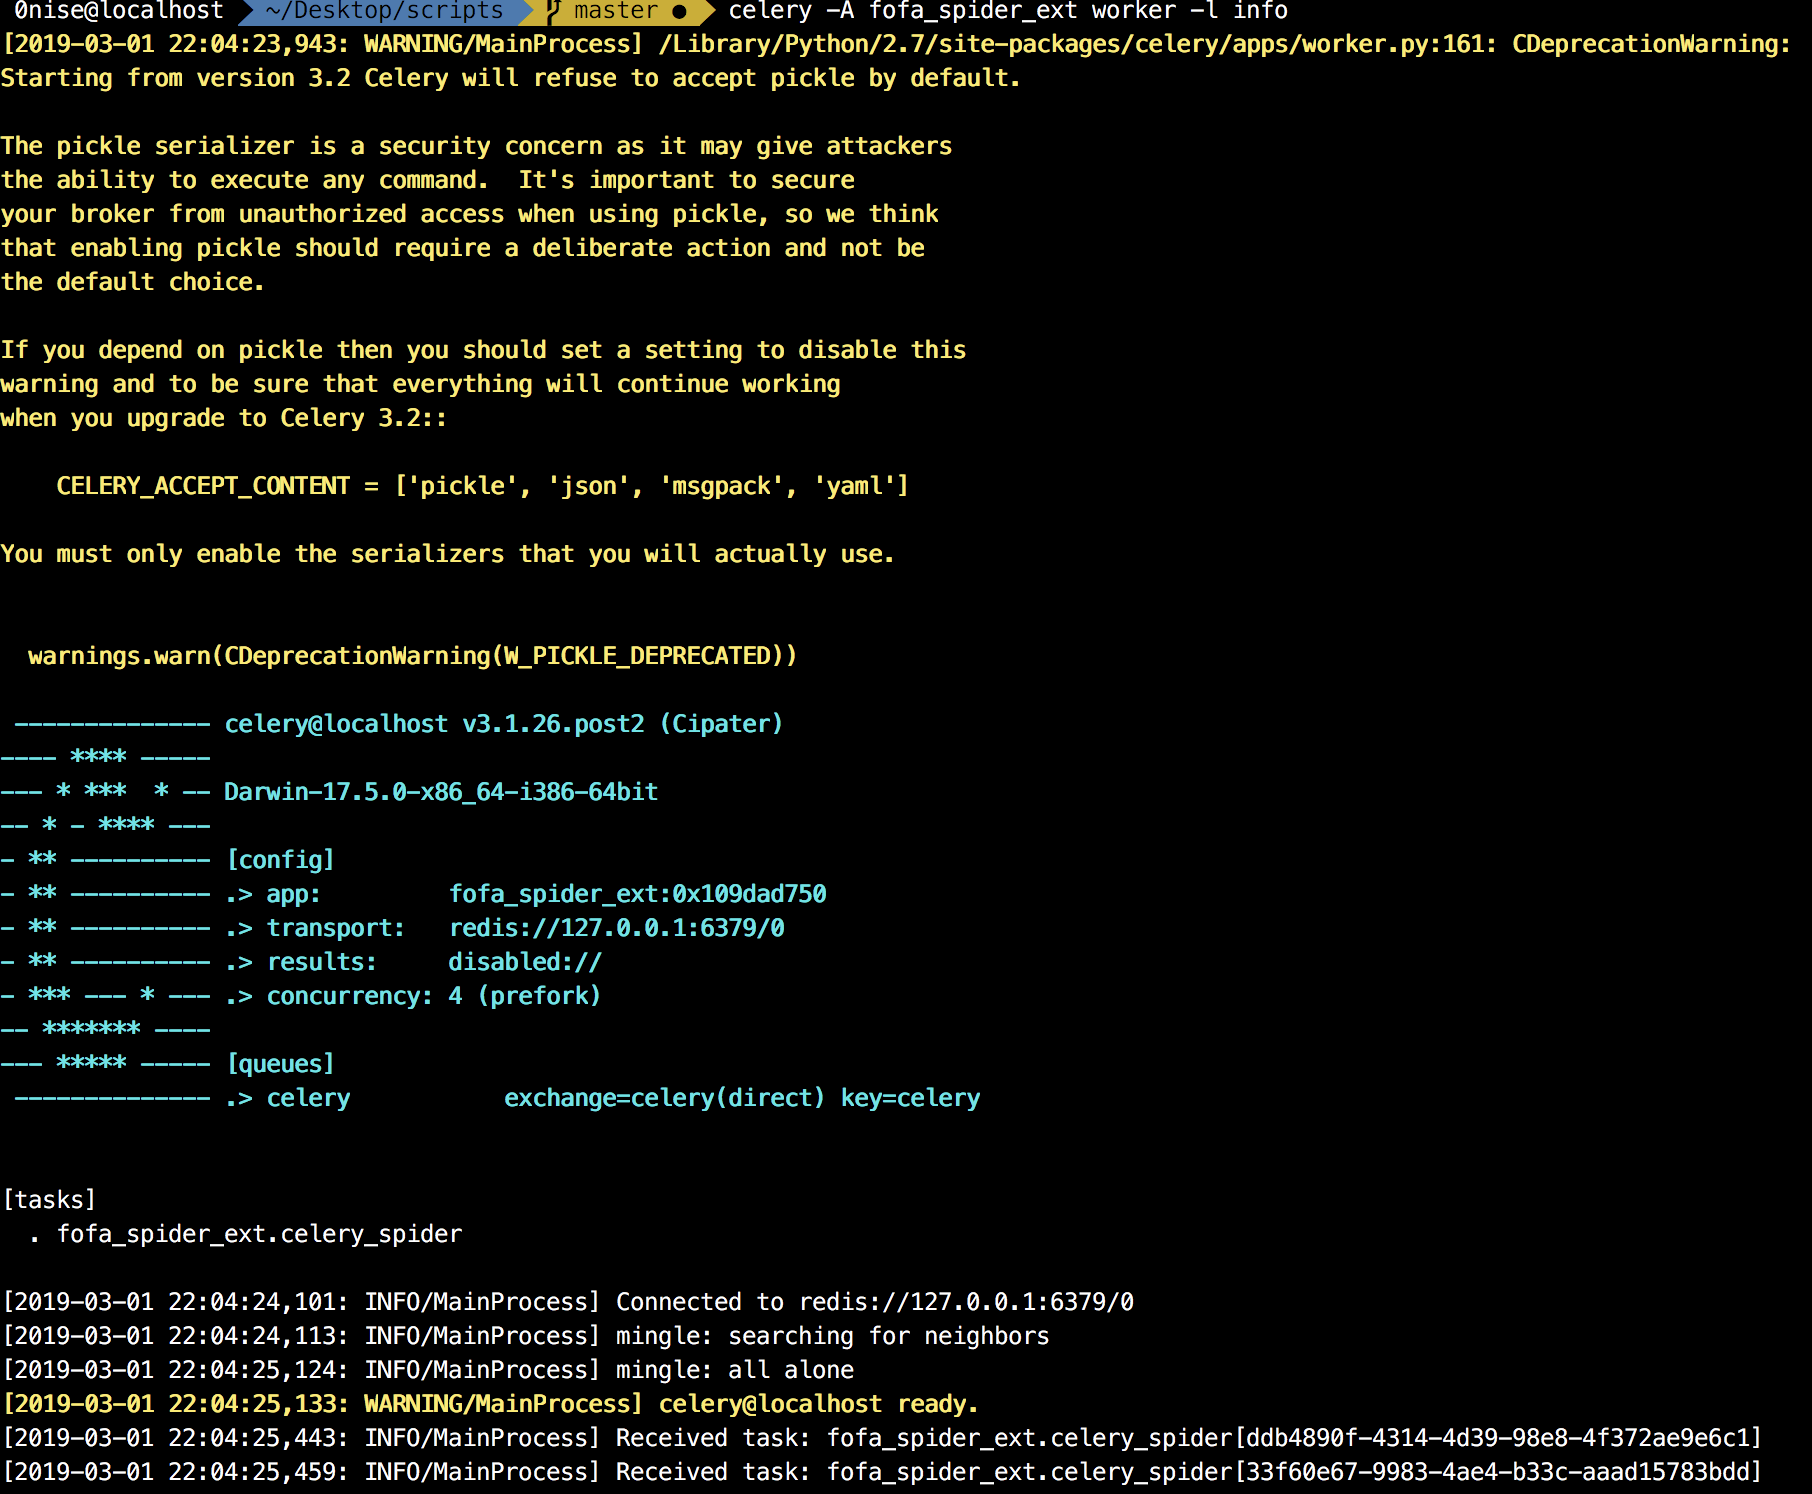 0nise@localhost ~/Desktop/scripts master ● celery -A fofa_spider_ext worker -l info
[2019-03-01 22:04:23,943: WARNING/MainProcess] /Library/Python/2.7/site-packages/celery/apps/worker.py:161: CDeprecationWarning:
Starting from version 3.2 Celery will refuse to accept pickle by default.

The pickle serializer is a security concern as it may give attackers
the ability to execute any command.  It's important to secure
your broker from unauthorized access when using pickle, so we think
that enabling pickle should require a deliberate action and not be
the default choice.

If you depend on pickle then you should set a setting to disable this
warning and to be sure that everything will continue working
when you upgrade to Celery 3.2::

    CELERY_ACCEPT_CONTENT = ['pickle', 'json', 'msgpack', 'yaml']

You must only enable the serializers that you will actually use.


  warnings.warn(CDeprecationWarning(W_PICKLE_DEPRECATED))

 -------------- celery@localhost v3.1.26.post2 (Cipater)
---- **** -----
--- * ***  * -- Darwin-17.5.0-x86_64-i386-64bit
-- * - **** ---
- ** ---------- [config]
- ** ---------- .> app:         fofa_spider_ext:0x109dad750
- ** ---------- .> transport:   redis://127.0.0.1:6379/0
- ** ---------- .> results:     disabled://
- *** --- * --- .> concurrency: 4 (prefork)
-- ******* ----
--- ***** ----- [queues]
 -------------- .> celery           exchange=celery(direct) key=celery


[tasks]
  . fofa_spider_ext.celery_spider

[2019-03-01 22:04:24,101: INFO/MainProcess] Connected to redis://127.0.0.1:6379/0
[2019-03-01 22:04:24,113: INFO/MainProcess] mingle: searching for neighbors
[2019-03-01 22:04:25,124: INFO/MainProcess] mingle: all alone
[2019-03-01 22:04:25,133: WARNING/MainProcess] celery@localhost ready.
[2019-03-01 22:04:25,443: INFO/MainProcess] Received task: fofa_spider_ext.celery_spider[ddb4890f-4314-4d39-98e8-4f372ae9e6c1]
[2019-03-01 22:04:25,459: INFO/MainProcess] Received task: fofa_spider_ext.celery_spider[33f60e67-9983-4ae4-b33c-aaad15783bdd]